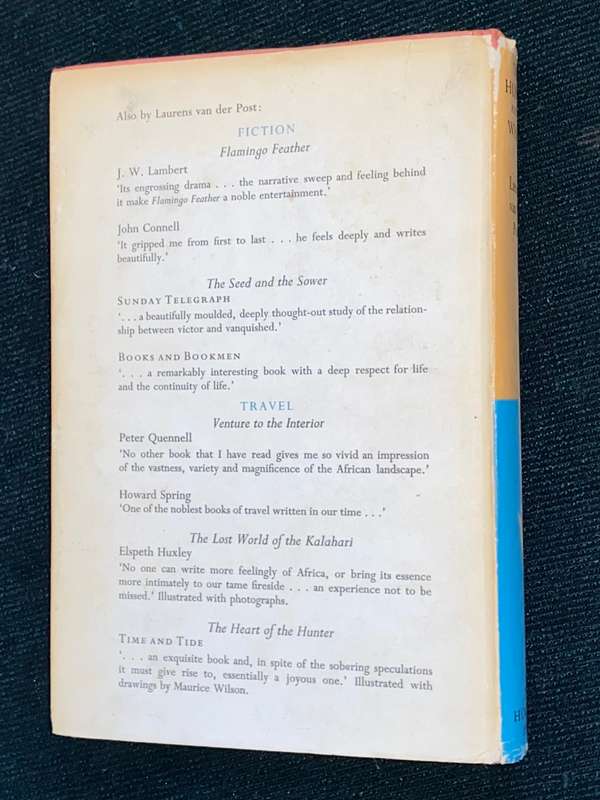 Also by Laurens van der Post:
FICTION
Flamingo Feather
J. W. Lambert
'Its engrossing drama . . . the narrative sweep and feeling behind
it make Flamingo Feather a noble entertainment.'
John Connell
'It gripped me from first to last . . . he feels deeply and writes
beautifully.'
The Seed and the Sower
SUNDAY TELEGRAPH
'. . . a beautifully moulded, deeply thought-out study of the relation-
ship between victor and vanquished.'
BOOKS AND BOOKMEN
'. . . a remarkably interesting book with a deep respect for life
and the continuity of life.'
TRAVEL
Venture to the Interior
Peter Quennell
'No other book that I have read gives me so vivid an impression
of the vastness, variety and magnificence of the African landscape.'
Howard Spring
'One of the noblest books of travel written in our time . . .'
The Lost World of the Kalahari
Elspeth Huxley
'No one can write more feelingly of Africa, or bring its essence
more intimately to our tame fireside . . . an experience not to be
missed.' Illustrated with photographs.
The Heart of the Hunter
TIME AND TIDE
'. . . an exquisite book and, in spite of the sobering speculations
it must give rise to, essentially a joyous one.' Illustrated with
drawings by Maurice Wilson.